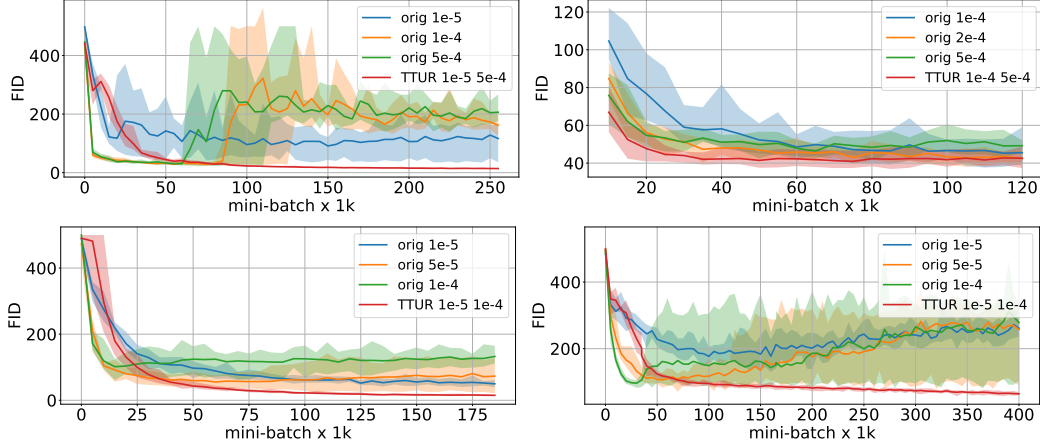 orig 1e-5
orig 1e-4
orig 5e-4
TTUR 1e-5 5e-4
400
200
0
FID
0 50 100 150 200 250
mini-batch x 1k
orig 1e-4
orig 2e-4
orig 5e-4
TTUR 1e-4 5e-4
120
100
80
60
40
FID
20 40 60 80 100 120
mini-batch x 1k
orig 1e-5
orig 5e-5
orig 1e-4
TTUR 1e-5 1e-4
400
200
0
FID
0 25 50 75 100 125 150 175
mini-batch x 1k
orig 1e-5
orig 5e-5
orig 1e-4
TTUR 1e-5 1e-4
400
200
FID
0 50 100 150 200 250 300 350 400
mini-batch x 1k